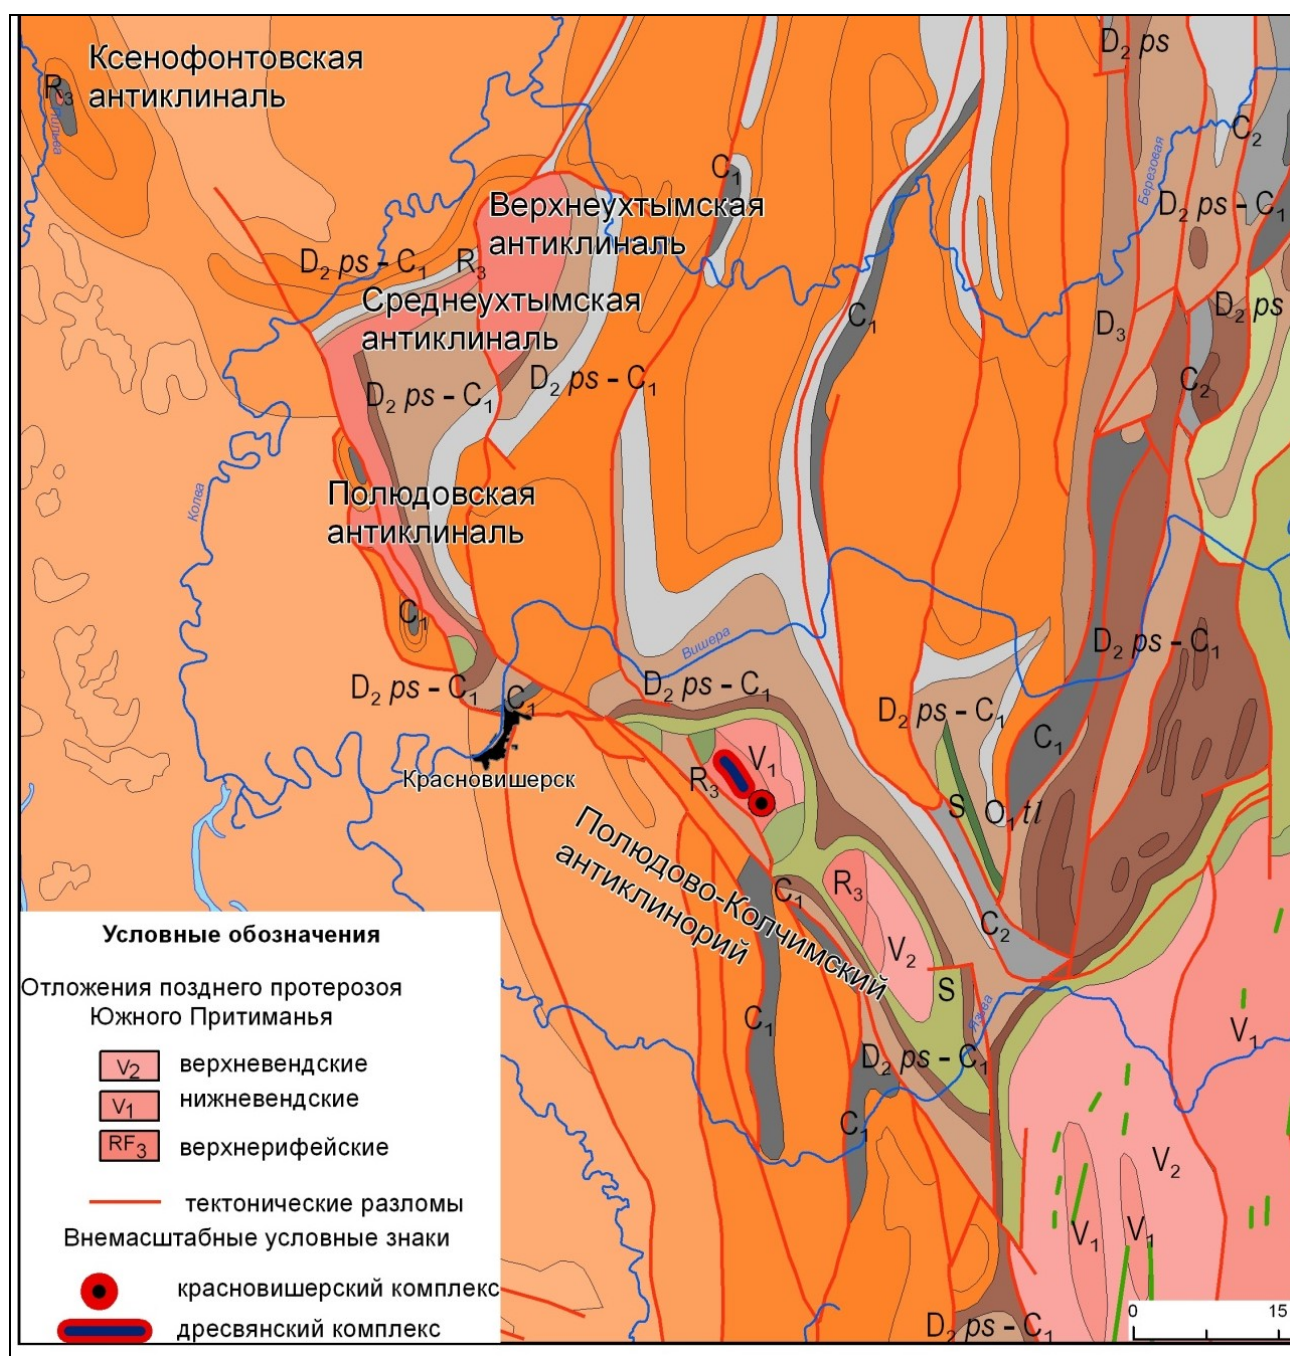 Ксенофонтовская
антиклиналь
R3
D2 ps
C2
Березовая
C1
D2 ps – C1
Верхнеухтымская
антиклиналь
D2 ps – C1
R3
Среднеухтымская
антиклиналь
C1
D3
D2 ps
D2 ps – C1
D2 ps – C1
C2
Колва
Полюдовская
антиклиналь
C1
Вишера
D2 ps – C1
D2 ps – C1
D2 ps – C1
C1
D2 ps – C1
C1
Красновишерск
R3
V1
S
O1 tl
Полюдово-Колчимский
антиклинорий
C1
R3
V2
C2
S
Язьва
C1
D2 ps – C1
V1
C1
V2
V1
V1
D2 ps – C1
Условные обозначения
Отложения позднего протерозоя
Южного Притиманья
V2 верхневендские
V1 нижневендские
RF3 верхнерифейские
тектонические разломы
Внемасштабные условные знаки
красновишерский комплекс
дресвянский комплекс
0 15